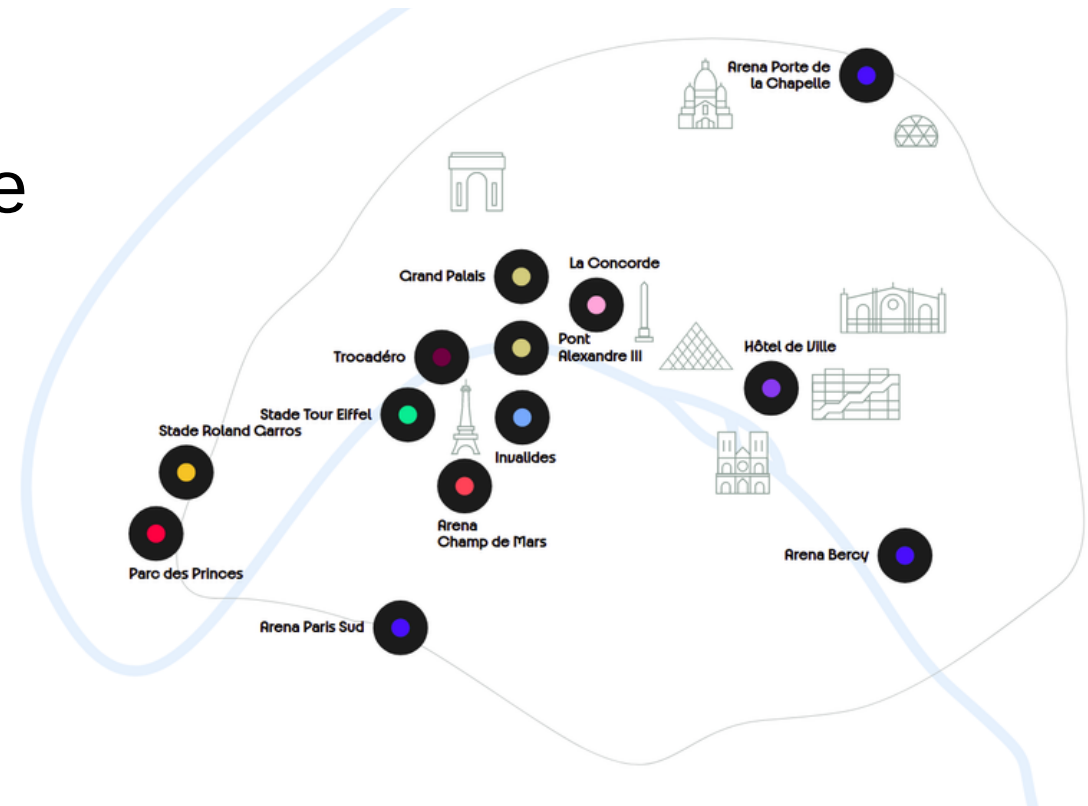 Arena Porte de
la Chapelle
e
La Concorde
Grand Palais
Pont
Alexandre III
Hôtel de Ville
Trocadéro
Stade Tour Eiffel
Stade Roland Garros
Invalides
Arena
Champ de Mars
Arena Bercy
Parc des Princes
Arena Paris Sud